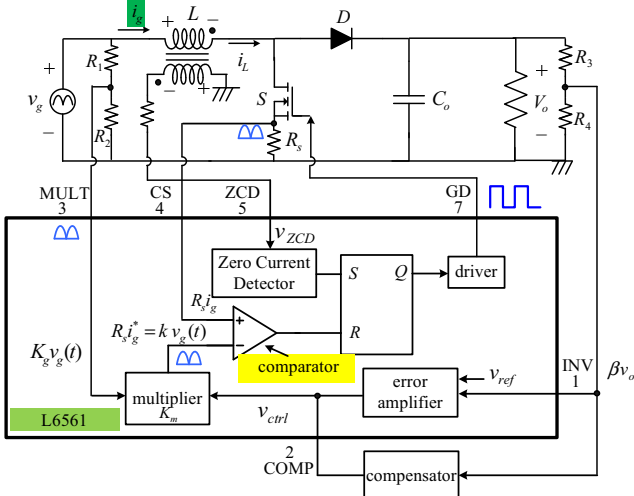 i_g
+ L −
D
i_L
+
v_g
−
R_1
R_2
− +
S
R_s
C_o
+
V_o
−
R_3
R_4
MULT
3
CS
4
ZCD
5
GD
7
v_ZCD
Zero Current
Detector
S
Q
R
driver
R_s i_g
+
−
R_s i_g^* = k v_g(t)
comparator
K_g v_g(t)
multiplier
K_m
v_ctrl
error
amplifier
v_ref
INV
1
βv_o
L6561
2
COMP
compensator